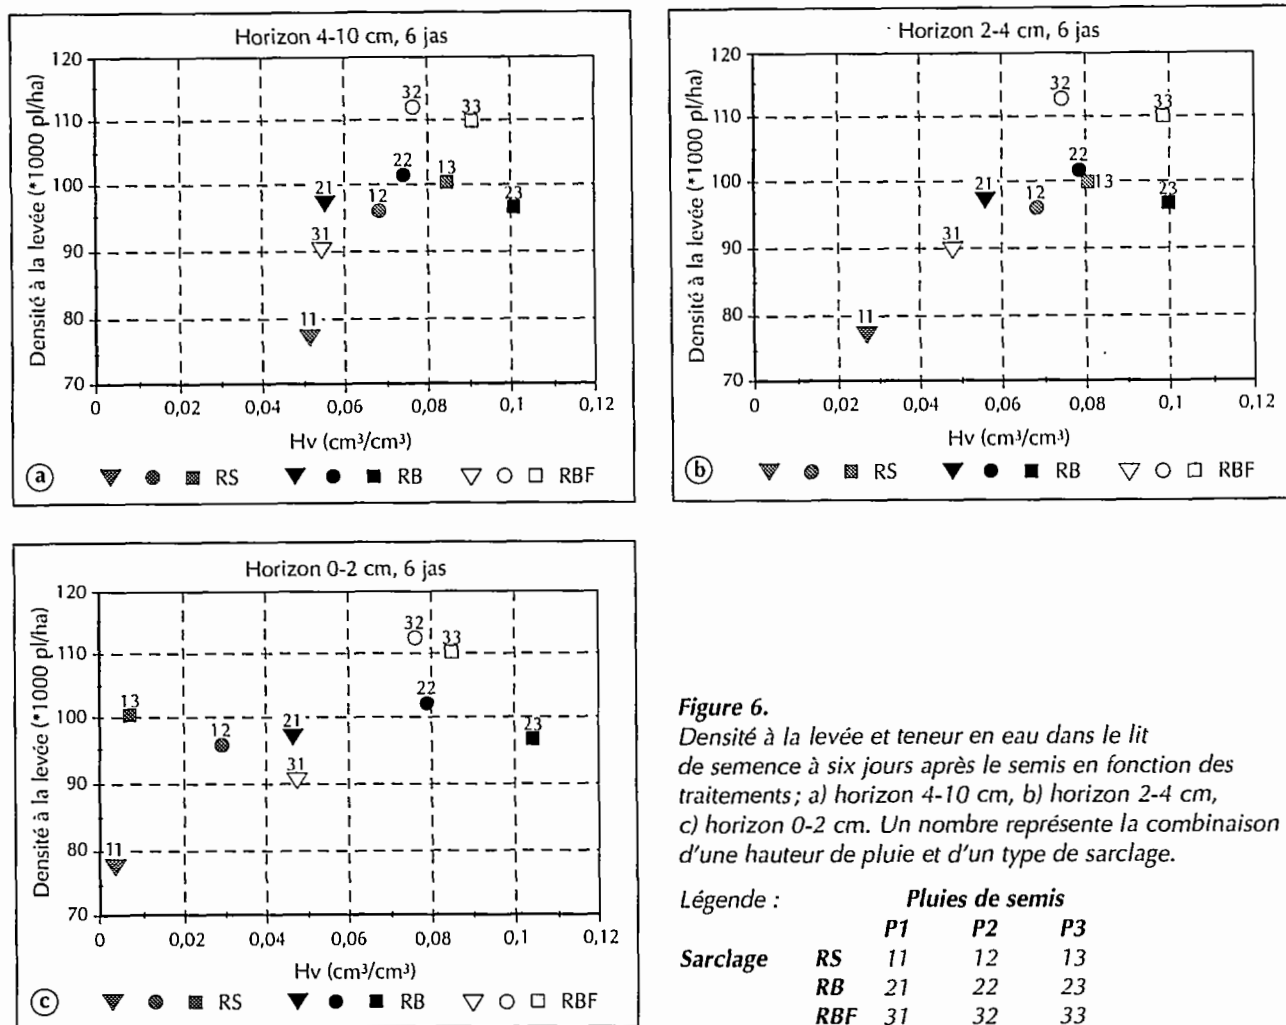 Horizon 4-10 cm, 6 jas
Densité à la levée (*1000 pl/ha)
120
110
100
90
80
70
0 0,02 0,04 0,06 0,08 0,1 0,12
11
12
13
21
22
23
31
32
33
Hv (cm³/cm³)
a RS RB RBF
Horizon 2-4 cm, 6 jas
Densité à la levée (*1000 pl/ha)
120
110
100
90
80
70
0 0,02 0,04 0,06 0,08 0,1 0,12
11
12
13
21
22
23
31
32
33
Hv (cm³/cm³)
b RS RB RBF
Horizon 0-2 cm, 6 jas
Densité à la levée (*1000 pl/ha)
120
110
100
90
80
70
0 0,02 0,04 0,06 0,08 0,1 0,12
11
12
13
21
22
23
31
32
33
Hv (cm³/cm³)
c RS RB RBF
Figure 6.
Densité à la levée et teneur en eau dans le lit
de semence à six jours après le semis en fonction des
traitements ; a) horizon 4-10 cm, b) horizon 2-4 cm,
c) horizon 0-2 cm. Un nombre représente la combinaison
d'une hauteur de pluie et d'un type de sarclage.
Légende : Pluies de semis
P1 P2 P3
Sarclage RS 11 12 13
RB 21 22 23
RBF 31 32 33